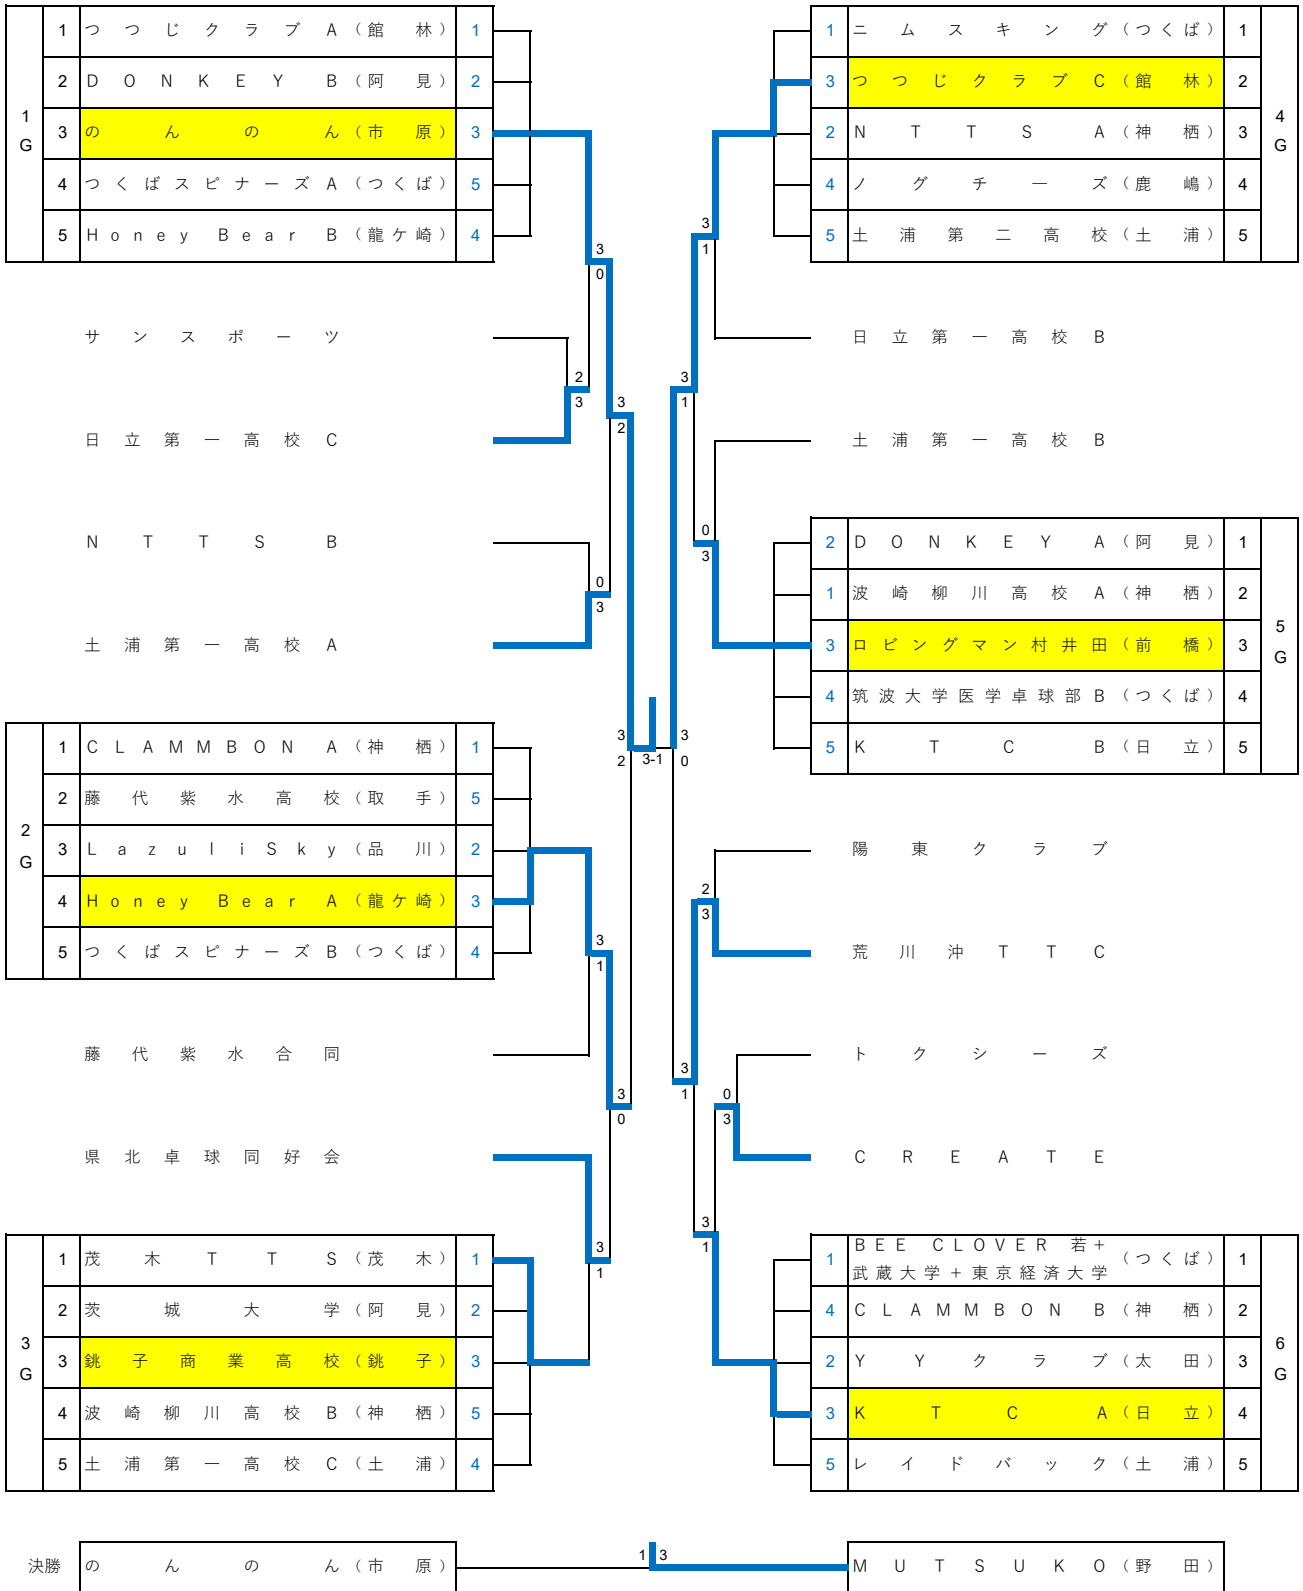 1G
1 つつじクラブA（館林） 1
2 DONKEY B（阿見） 2
3 のんのん（市原） 3
4 つくばスピナーズA（つくば） 5
5 Honey Bear B（龍ケ崎） 4
3
0
サンスポーツ
2
3
日立第一高校C
3
2
NTTS B
0
3
土浦第一高校A
2G
1 CLAMMBON A（神栖） 1
2 藤代紫水高校（取手） 5
3 LazuliSky（品川） 2
4 Honey Bear A（龍ケ崎） 3
5 つくばスピナーズB（つくば） 4
3
2
3
1
藤代紫水合同
3
0
県北卓球同好会
3
1
3G
1 茂木TTS（茂木） 1
2 茨城大学（阿見） 2
3 銚子商業高校（銚子） 3
4 波崎柳川高校B（神栖） 5
5 土浦第一高校C（土浦） 4
3-1
4G
1 ニムスキング（つくば） 1
3 つつじクラブC（館林） 2
2 NTTS A（神栖） 3
4 ノグチーズ（鹿嶋） 4
5 土浦第二高校（土浦） 5
3
1
日立第一高校B
3
1
土浦第一高校B
0
3
5G
2 DONKEY A（阿見） 1
1 波崎柳川高校A（神栖） 2
3 ロビングマン村井田（前橋） 3
4 筑波大学医学卓球部B（つくば） 4
5 KTC B（日立） 5
3
0
陽東クラブ
2
3
荒川沖TTC
トクシーズ
3
1
0
3
CREATE
3
1
6G
1 BEE CLOVER 若+
武蔵大学+東京経済大学（つくば） 1
4 CLAMMBON B（神栖） 2
2 YYクラブ（太田） 3
3 KTC A（日立） 4
5 レイドバック（土浦） 5
決勝 のんのん（市原） 1 3 MUTSUKO（野田）